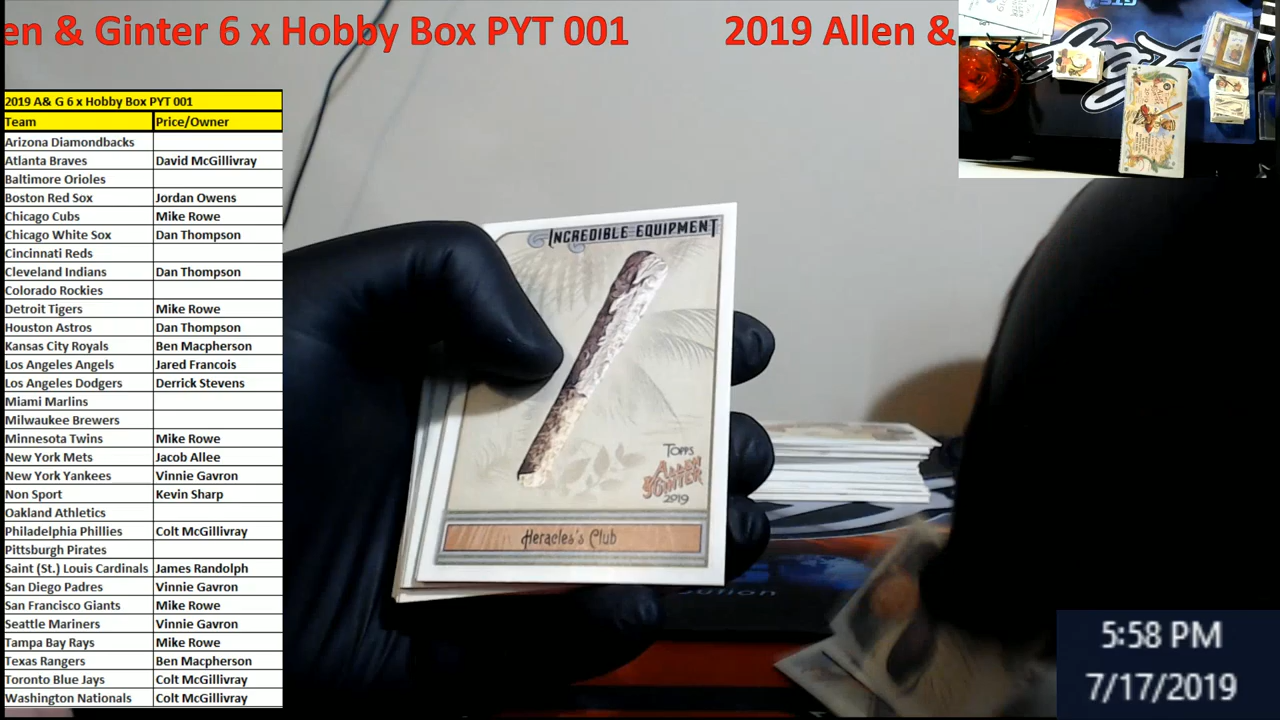 en & Ginter 6 x Hobby Box PYT 001 2019 Allen &
2019 A& G 6 x Hobby Box PYT 001
Team Price/Owner
Arizona Diamondbacks
Atlanta Braves David McGillivray
Baltimore Orioles
Boston Red Sox Jordan Owens
Chicago Cubs Mike Rowe
Chicago White Sox Dan Thompson
Cincinnati Reds
Cleveland Indians Dan Thompson
Colorado Rockies
Detroit Tigers Mike Rowe
Houston Astros Dan Thompson
Kansas City Royals Ben Macpherson
Los Angeles Angels Jared Francois
Los Angeles Dodgers Derrick Stevens
Miami Marlins
Milwaukee Brewers
Minnesota Twins Mike Rowe
New York Mets Jacob Allee
New York Yankees Vinnie Gavron
Non Sport Kevin Sharp
Oakland Athletics
Philadelphia Phillies Colt McGillivray
Pittsburgh Pirates
Saint (St.) Louis Cardinals James Randolph
San Diego Padres Vinnie Gavron
San Francisco Giants Mike Rowe
Seattle Mariners Vinnie Gavron
Tampa Bay Rays Mike Rowe
Texas Rangers Ben Macpherson
Toronto Blue Jays Colt McGillivray
Washington Nationals Colt McGillivray
INCREDIBLE EQUIPMENT
TOPPS
ALLEN
& GINTER
2019
Heracles's Club
5:58 PM
7/17/2019